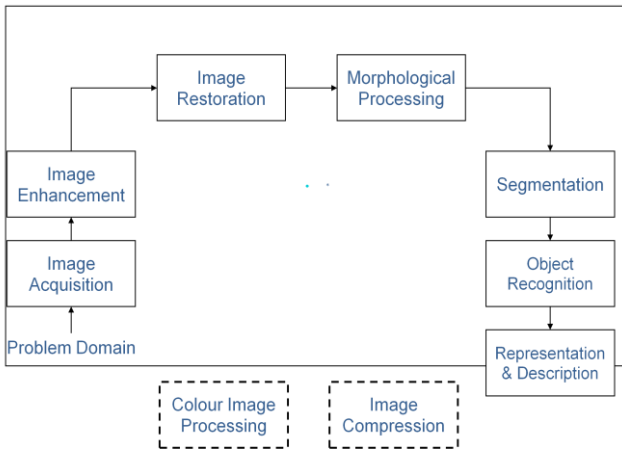 Image
Restoration
Morphological
Processing
Image
Enhancement
Segmentation
Image
Acquisition
Object
Recognition
Problem Domain
Representation
& Description
Colour Image
Processing
Image
Compression